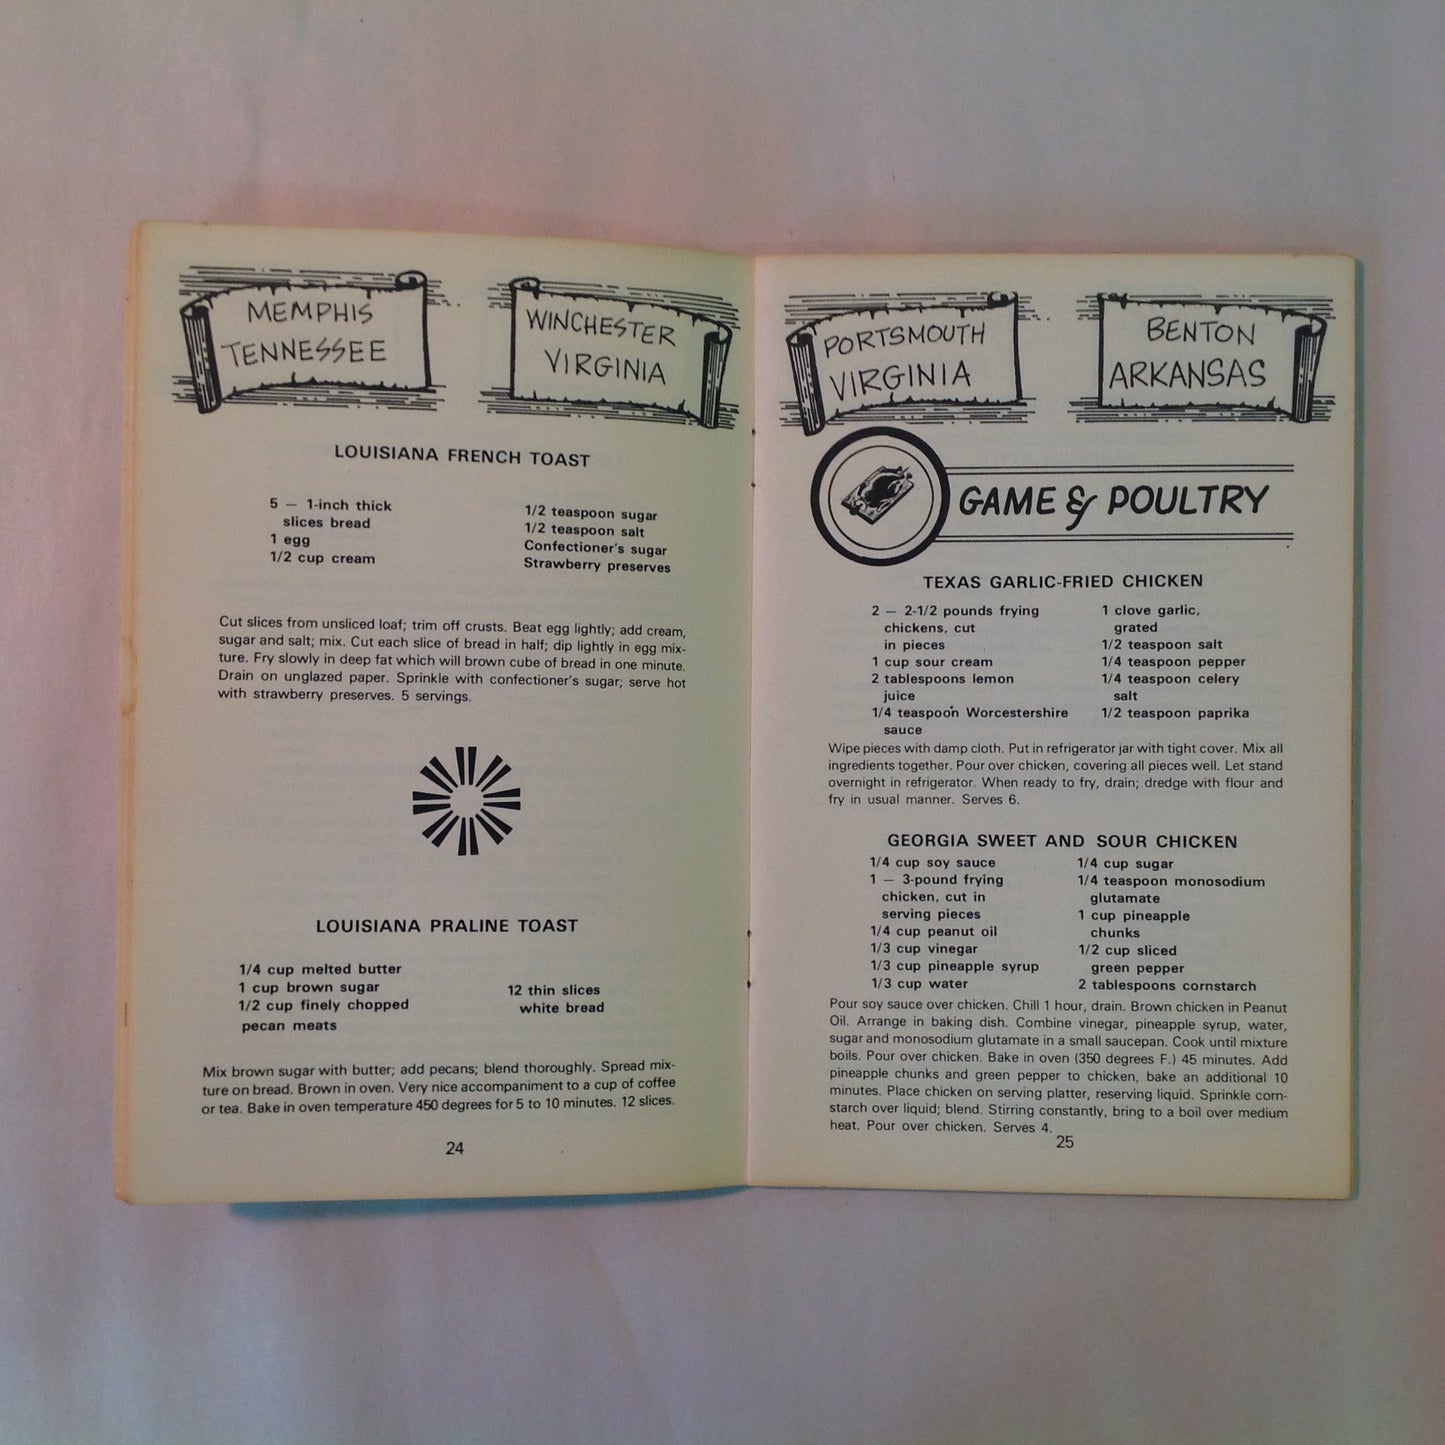 MEMPHIS
TENNESSEE
WINCHESTER
VIRGINIA
LOUISIANA FRENCH TOAST
5 — 1-inch thick
slices bread
1 egg
1/2 cup cream
1/2 teaspoon sugar
1/2 teaspoon salt
Confectioner's sugar
Strawberry preserves
Cut slices from unsliced loaf; trim off crusts. Beat egg lightly; add cream,
sugar and salt; mix. Cut each slice of bread in half; dip lightly in egg mix-
ture. Fry slowly in deep fat which will brown cube of bread in one minute.
Drain on unglazed paper. Sprinkle with confectioner's sugar; serve hot
with strawberry preserves. 5 servings.
LOUISIANA PRALINE TOAST
1/4 cup melted butter
1 cup brown sugar
1/2 cup finely chopped
pecan meats
12 thin slices
white bread
Mix brown sugar with butter; add pecans; blend thoroughly. Spread mix-
ture on bread. Brown in oven. Very nice accompaniment to a cup of coffee
or tea. Bake in oven temperature 450 degrees for 5 to 10 minutes. 12 slices.
24
PORTSMOUTH
VIRGINIA
BENTON
ARKANSAS
GAME & POULTRY
TEXAS GARLIC-FRIED CHICKEN
2 — 2-1/2 pounds frying
chickens, cut
in pieces
1 cup sour cream
2 tablespoons lemon
juice
1/4 teaspoon Worcestershire
sauce
1 clove garlic,
grated
1/2 teaspoon salt
1/4 teaspoon pepper
1/4 teaspoon celery
salt
1/2 teaspoon paprika
Wipe pieces with damp cloth. Put in refrigerator jar with tight cover. Mix all
ingredients together. Pour over chicken, covering all pieces well. Let stand
overnight in refrigerator. When ready to fry, drain; dredge with flour and
fry in usual manner. Serves 6.
GEORGIA SWEET AND SOUR CHICKEN
1/4 cup soy sauce
1 — 3-pound frying
chicken, cut in
serving pieces
1/4 cup peanut oil
1/3 cup vinegar
1/3 cup pineapple syrup
1/3 cup water
1/4 cup sugar
1/4 teaspoon monosodium
glutamate
1 cup pineapple
chunks
1/2 cup sliced
green pepper
2 tablespoons cornstarch
Pour soy sauce over chicken. Chill 1 hour, drain. Brown chicken in Peanut
Oil. Arrange in baking dish. Combine vinegar, pineapple syrup, water,
sugar and monosodium glutamate in a small saucepan. Cook until mixture
boils. Pour over chicken. Bake in oven (350 degrees F.) 45 minutes. Add
pineapple chunks and green pepper to chicken, bake an additional 10
minutes. Place chicken on serving platter, reserving liquid. Sprinkle corn-
starch over liquid; blend. Stirring constantly, bring to a boil over medium
heat. Pour over chicken. Serves 4.
25